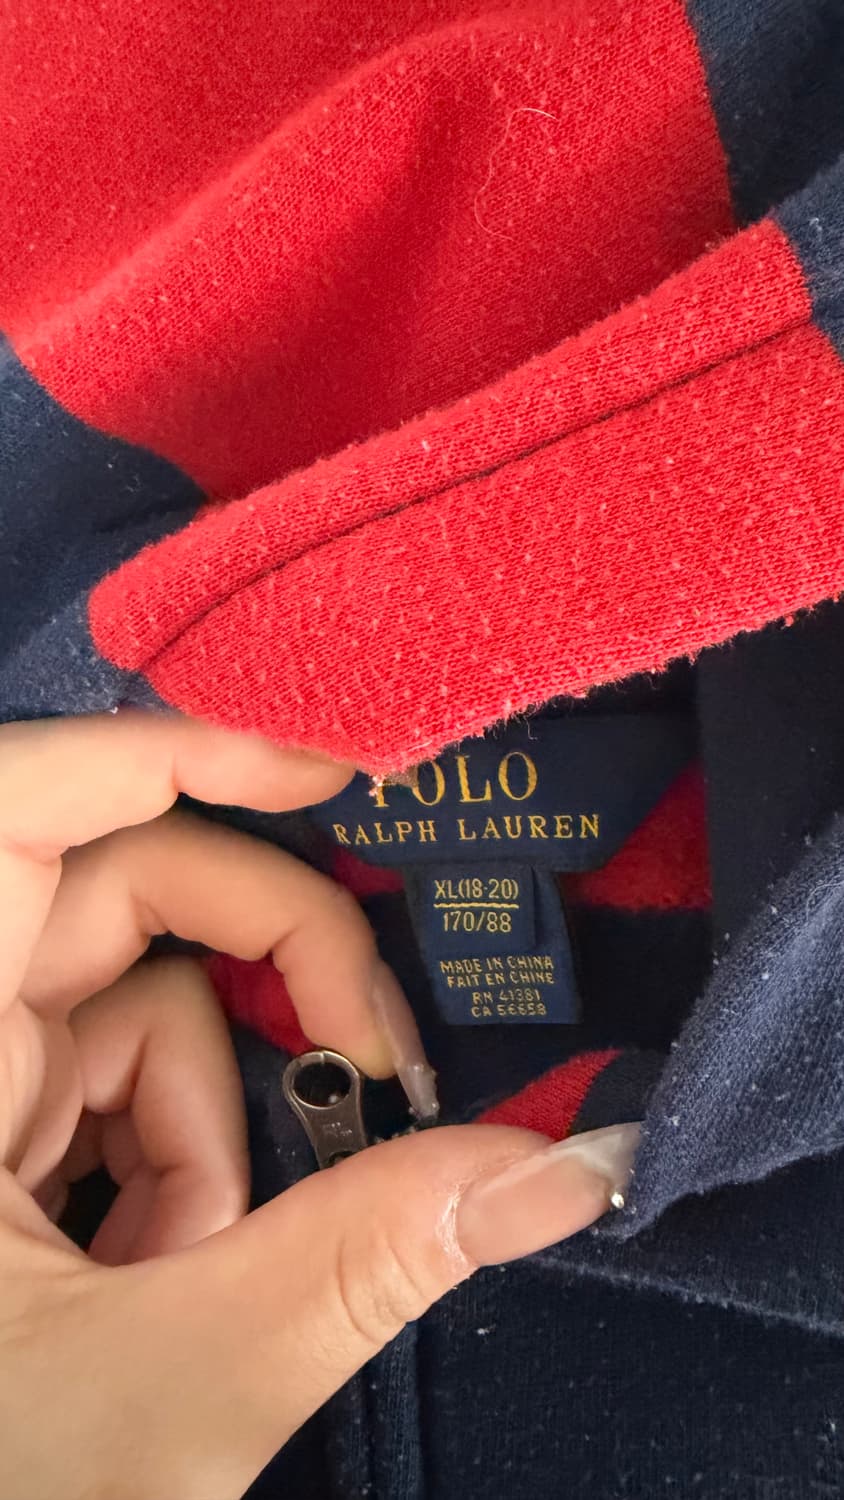 POLO
RALPH LAUREN
XL(18-20)
170/88
MADE IN CHINA
FAIT EN CHINE
RN 41381
CA 56658